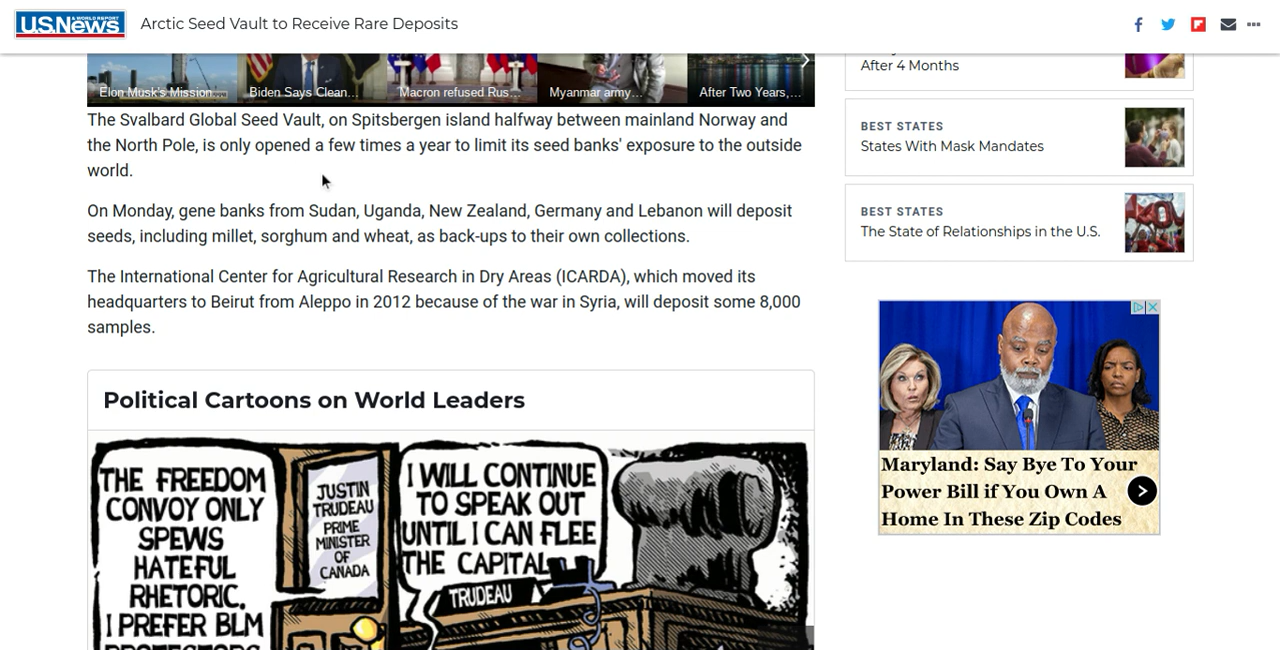 U.S.News
& WORLD REPORT
Arctic Seed Vault to Receive Rare Deposits
Elon Musk's Mission...
Biden Says Clean...
Macron refused Rus...
Myanmar army...
After Two Years,...
The Svalbard Global Seed Vault, on Spitsbergen island halfway between mainland Norway and
the North Pole, is only opened a few times a year to limit its seed banks' exposure to the outside
world.
On Monday, gene banks from Sudan, Uganda, New Zealand, Germany and Lebanon will deposit
seeds, including millet, sorghum and wheat, as back-ups to their own collections.
The International Center for Agricultural Research in Dry Areas (ICARDA), which moved its
headquarters to Beirut from Aleppo in 2012 because of the war in Syria, will deposit some 8,000
samples.
Political Cartoons on World Leaders
THE FREEDOM
CONVOY ONLY
SPEWS
HATEFUL
RHETORIC.
I PREFER BLM
JUSTIN
TRUDEAU
PRIME
MINISTER
OF
CANADA
I WILL CONTINUE
TO SPEAK OUT
UNTIL I CAN FLEE
THE CAPITAL
TRUDEAU
After 4 Months
BEST STATES
States With Mask Mandates
BEST STATES
The State of Relationships in the U.S.
Maryland: Say Bye To Your
Power Bill if You Own A
Home In These Zip Codes